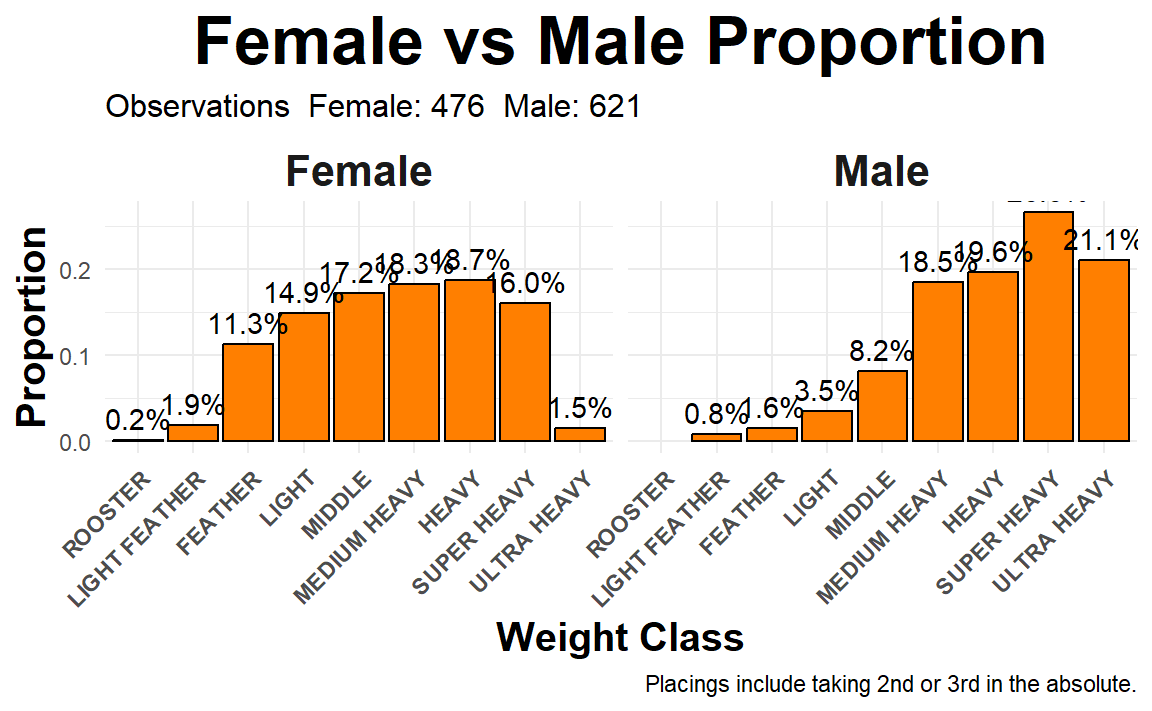 Female vs Male Proportion
Observations  Female: 476  Male: 621
Female
Male
Proportion
0.2
0.1
0.0
0.2%
1.9%
11.3%
14.9%
17.2%
18.3%
18.7%
16.0%
1.5%
0.8%
1.6%
3.5%
8.2%
18.5%
19.6%
21.1%
ROOSTER
LIGHT FEATHER
FEATHER
LIGHT
MIDDLE
MEDIUM HEAVY
HEAVY
SUPER HEAVY
ULTRA HEAVY
ROOSTER
LIGHT FEATHER
FEATHER
LIGHT
MIDDLE
MEDIUM HEAVY
HEAVY
SUPER HEAVY
ULTRA HEAVY
Weight Class
Placings include taking 2nd or 3rd in the absolute.